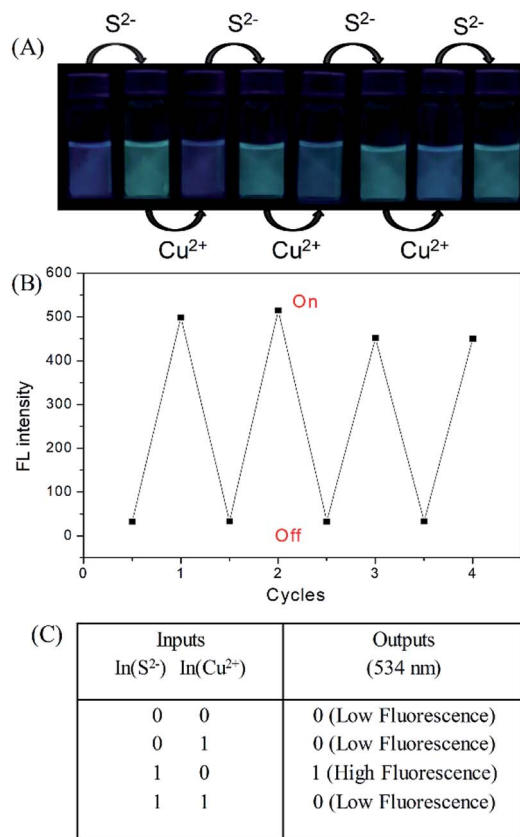 (A)
S²⁻ S²⁻ S²⁻ S²⁻
Cu²⁺ Cu²⁺ Cu²⁺
(B)
600
500
400
300
200
100
0
FL intensity
On
Off
0 1 2 3 4
Cycles
(C)
Inputs Outputs
In(S²⁻) In(Cu²⁺) (534 nm)
0 0 0 (Low Fluorescence)
0 1 0 (Low Fluorescence)
1 0 1 (High Fluorescence)
1 1 0 (Low Fluorescence)